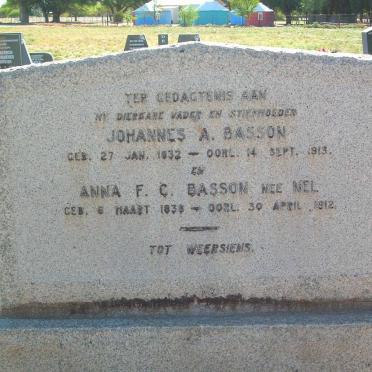 TER GEDAGTENIS AAN
MY DIERBARE VADER EN STIEFMOEDER
JOHANNES A. BASSON
GEB. 27 JAN. 1832 – OORL. 14 SEPT. 1913.
EN
ANNA F. C. BASSON NEE NEL
GEB. 6 MAART 1838 – OORL. 30 APRIL 1912.
TOT WEERSIENS.